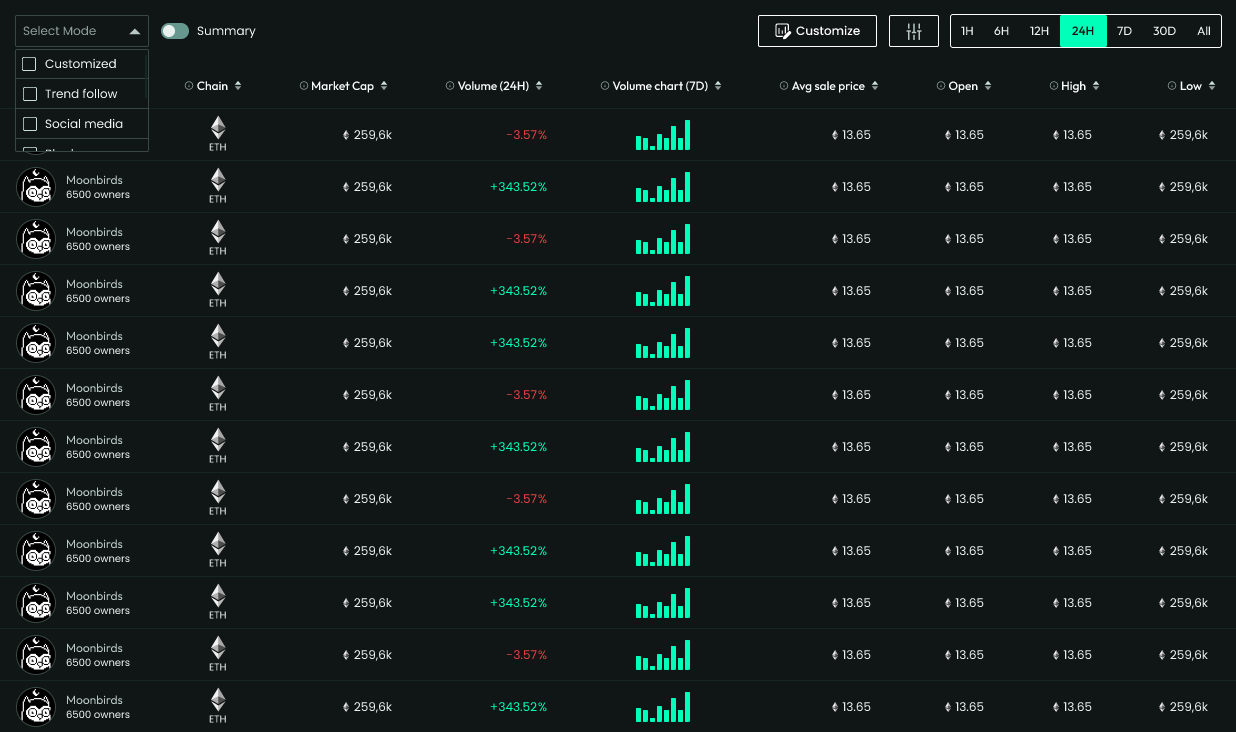 Select Mode
Summary
Customize
1H 6H 12H 24H 7D 30D All
Customized
Trend follow
Social media
Chain Market Cap Volume (24H) Volume chart (7D) Avg sale price Open High Low
ETH 259,6k -3.57% 13.65 13.65 13.65 259,6k
Moonbirds
6500 owners
ETH 259,6k +343.52% 13.65 13.65 13.65 259,6k
Moonbirds
6500 owners
ETH 259,6k -3.57% 13.65 13.65 13.65 259,6k
Moonbirds
6500 owners
ETH 259,6k +343.52% 13.65 13.65 13.65 259,6k
Moonbirds
6500 owners
ETH 259,6k +343.52% 13.65 13.65 13.65 259,6k
Moonbirds
6500 owners
ETH 259,6k -3.57% 13.65 13.65 13.65 259,6k
Moonbirds
6500 owners
ETH 259,6k +343.52% 13.65 13.65 13.65 259,6k
Moonbirds
6500 owners
ETH 259,6k -3.57% 13.65 13.65 13.65 259,6k
Moonbirds
6500 owners
ETH 259,6k +343.52% 13.65 13.65 13.65 259,6k
Moonbirds
6500 owners
ETH 259,6k +343.52% 13.65 13.65 13.65 259,6k
Moonbirds
6500 owners
ETH 259,6k -3.57% 13.65 13.65 13.65 259,6k
Moonbirds
6500 owners
ETH 259,6k +343.52% 13.65 13.65 13.65 259,6k